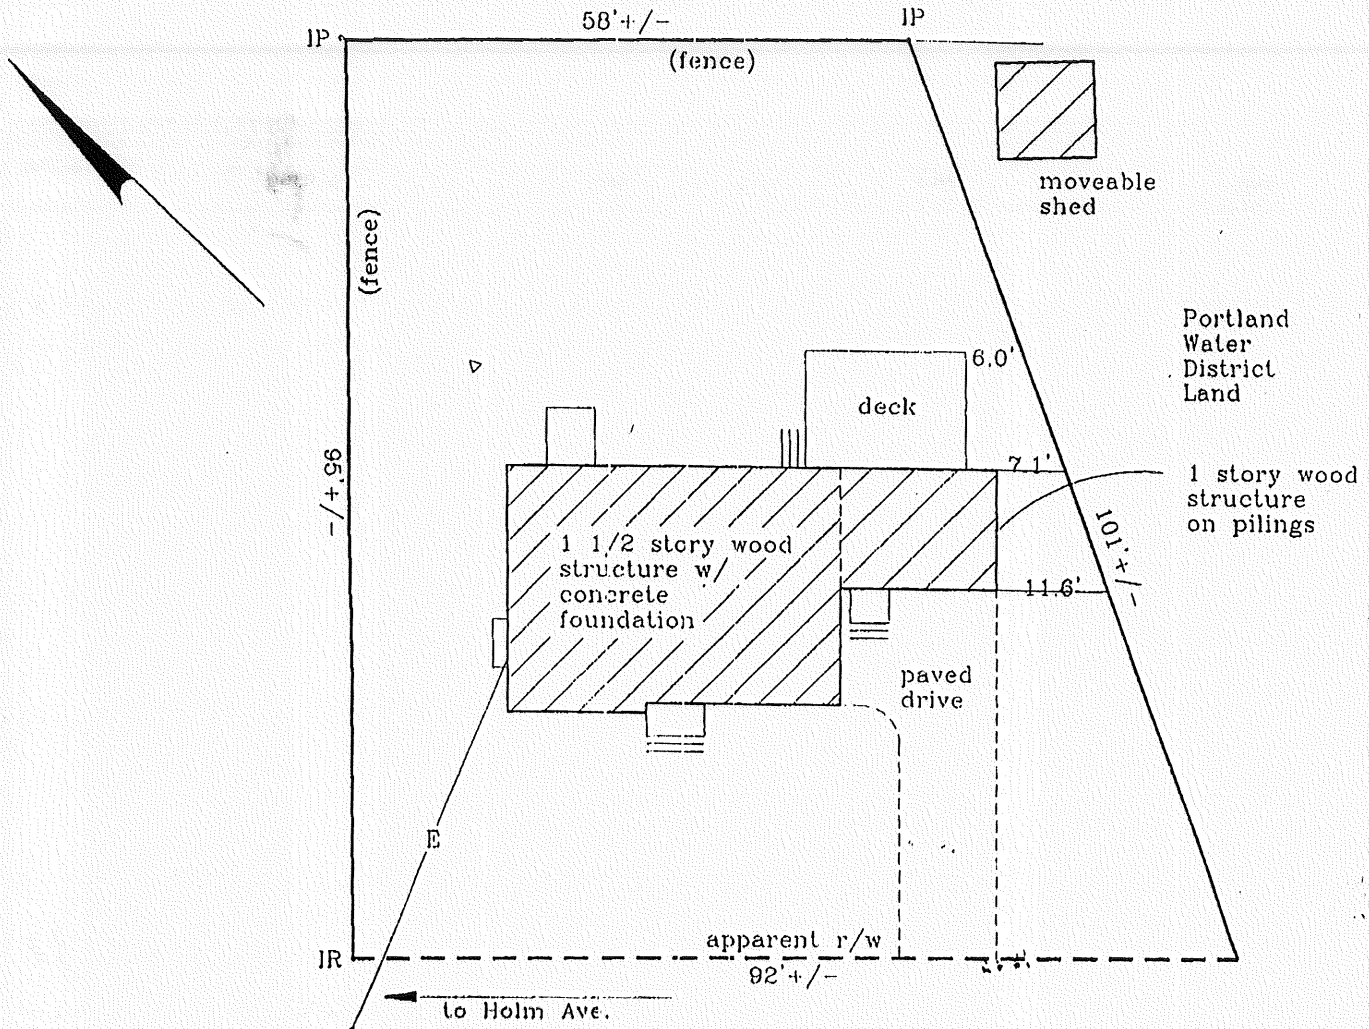 58'+/-
IP
IP
(fence)
(fence)
moveable
shed
Portland
Water
District
Land
6.0'
deck
7.1'
1 story wood
structure
on pilings
95'+/-
101'+/-
1 1/2 story wood
structure w/
concrete
foundation
11.6'
paved
drive
E
apparent r/w
IR
92'+/-
to Holm Ave.